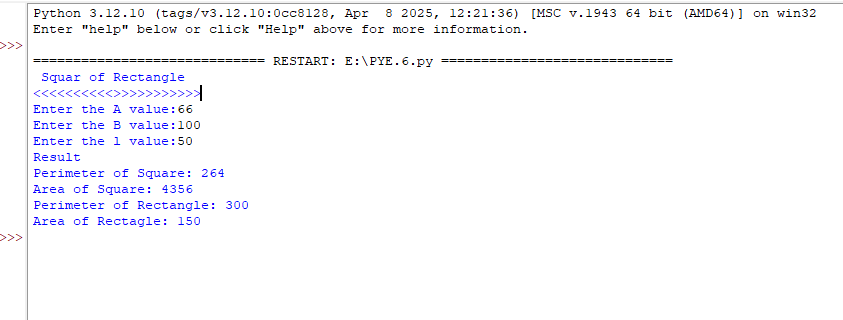 Python 3.12.10 (tags/v3.12.10:0cc8128, Apr  8 2025, 12:21:36) [MSC v.1943 64 bit (AMD64)] on win32
Enter "help" below or click "Help" above for more information.
>>>
============================= RESTART: E:\PYE.6.py =============================
 Squar of Rectangle
<<<<<<<<<<>>>>>>>>>>>
Enter the A value:66
Enter the B value:100
Enter the l value:50
Result
Perimeter of Square: 264
Area of Square: 4356
Perimeter of Rectangle: 300
Area of Rectagle: 150
>>>